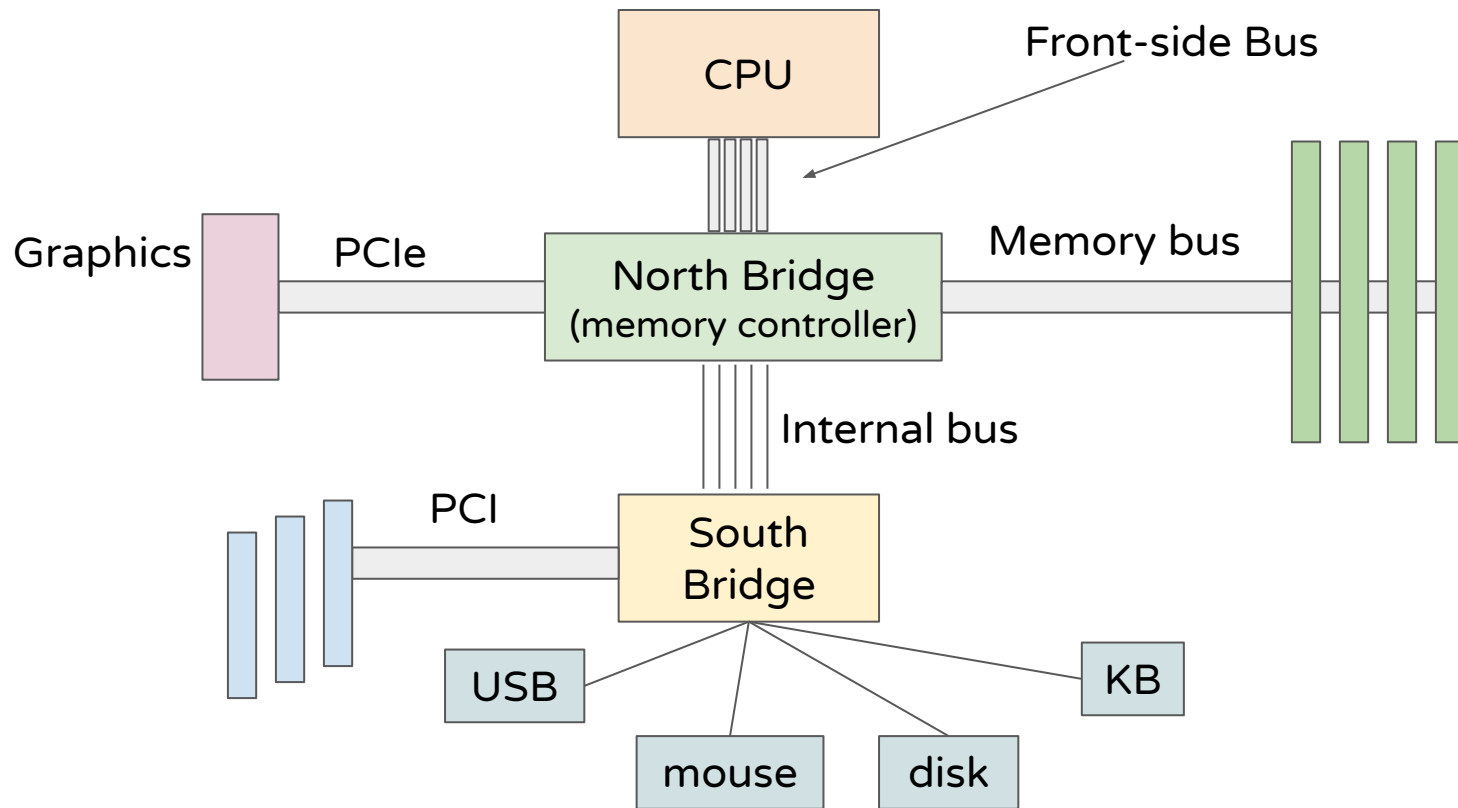 CPU
Front-side Bus
Graphics
PCIe
North Bridge
(memory controller)
Memory bus
Internal bus
PCI
South
Bridge
USB
KB
mouse
disk